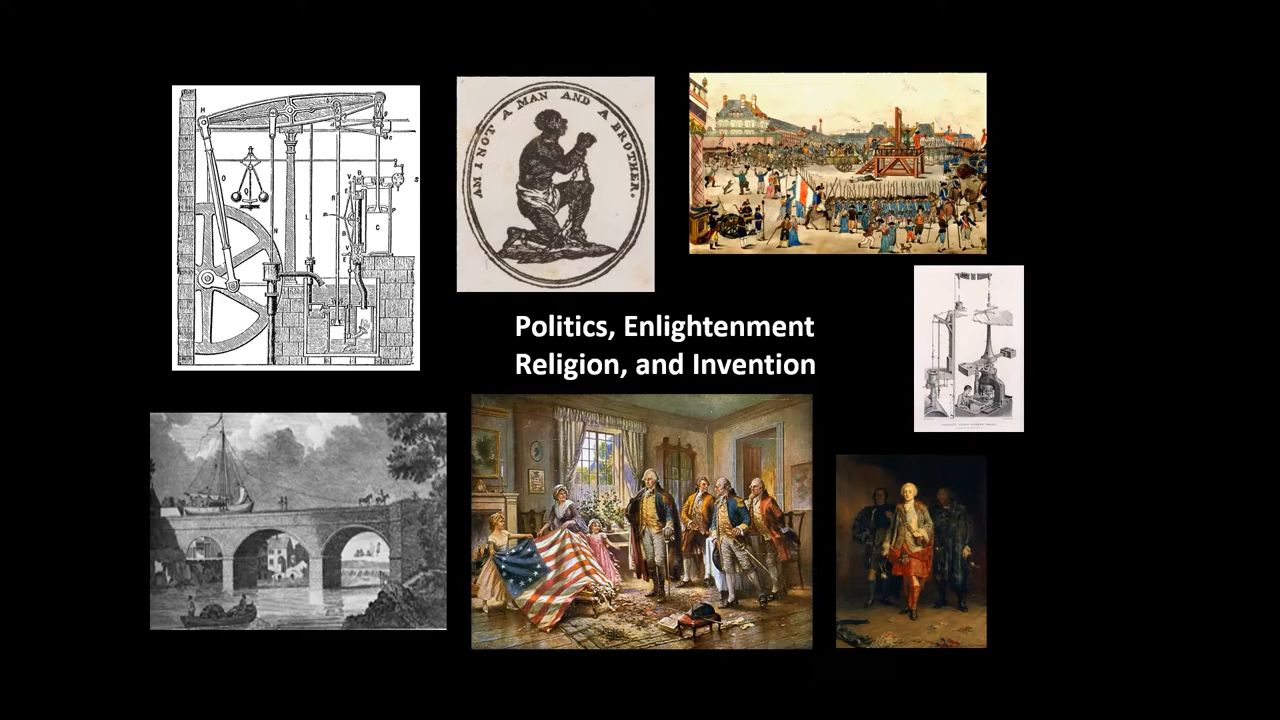 AM I NOT A MAN AND A BROTHER.
Politics, Enlightenment
Religion, and Invention